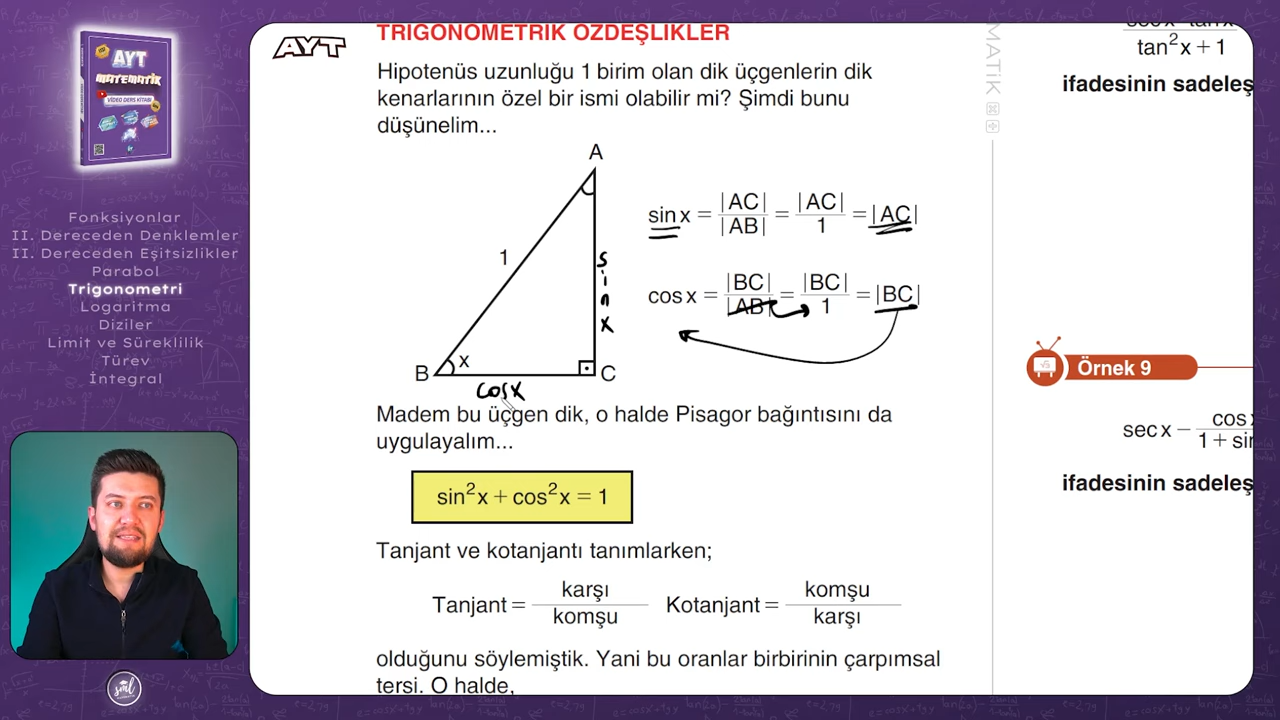 AYT
MATEMATİK
VİDEO DERS KİTABI
Fonksiyonlar
II. Dereceden Denklemler
II. Dereceden Eşitsizlikler
Parabol
Trigonometri
Logaritma
Diziler
Limit ve Süreklilik
Türev
İntegral
sml
AYT
TRIGONOMETRIK OZDEŞLIKLER
Hipotenüs uzunluğu 1 birim olan dik üçgenlerin dik
kenarlarının özel bir ismi olabilir mi? Şimdi bunu
düşünelim...
A
1
sinx
B
x
C
cosx
sin x = |AC| / |AB| = |AC| / 1 = |AC|
cos x = |BC| / |AB| = |BC| / 1 = |BC|
Madem bu üçgen dik, o halde Pisagor bağıntısını da
uygulayalım...
sin²x + cos²x = 1
Tanjant ve kotanjantı tanımlarken;
Tanjant = karşı / komşu Kotanjant = komşu / karşı
olduğunu söylemiştik. Yani bu oranlar birbirinin çarpımsal
tersi. O halde,
MATİK
tan²x + 1
ifadesinin sadeleş
Örnek 9
sec x − cos x / 1 + sin
ifadesinin sadeleş